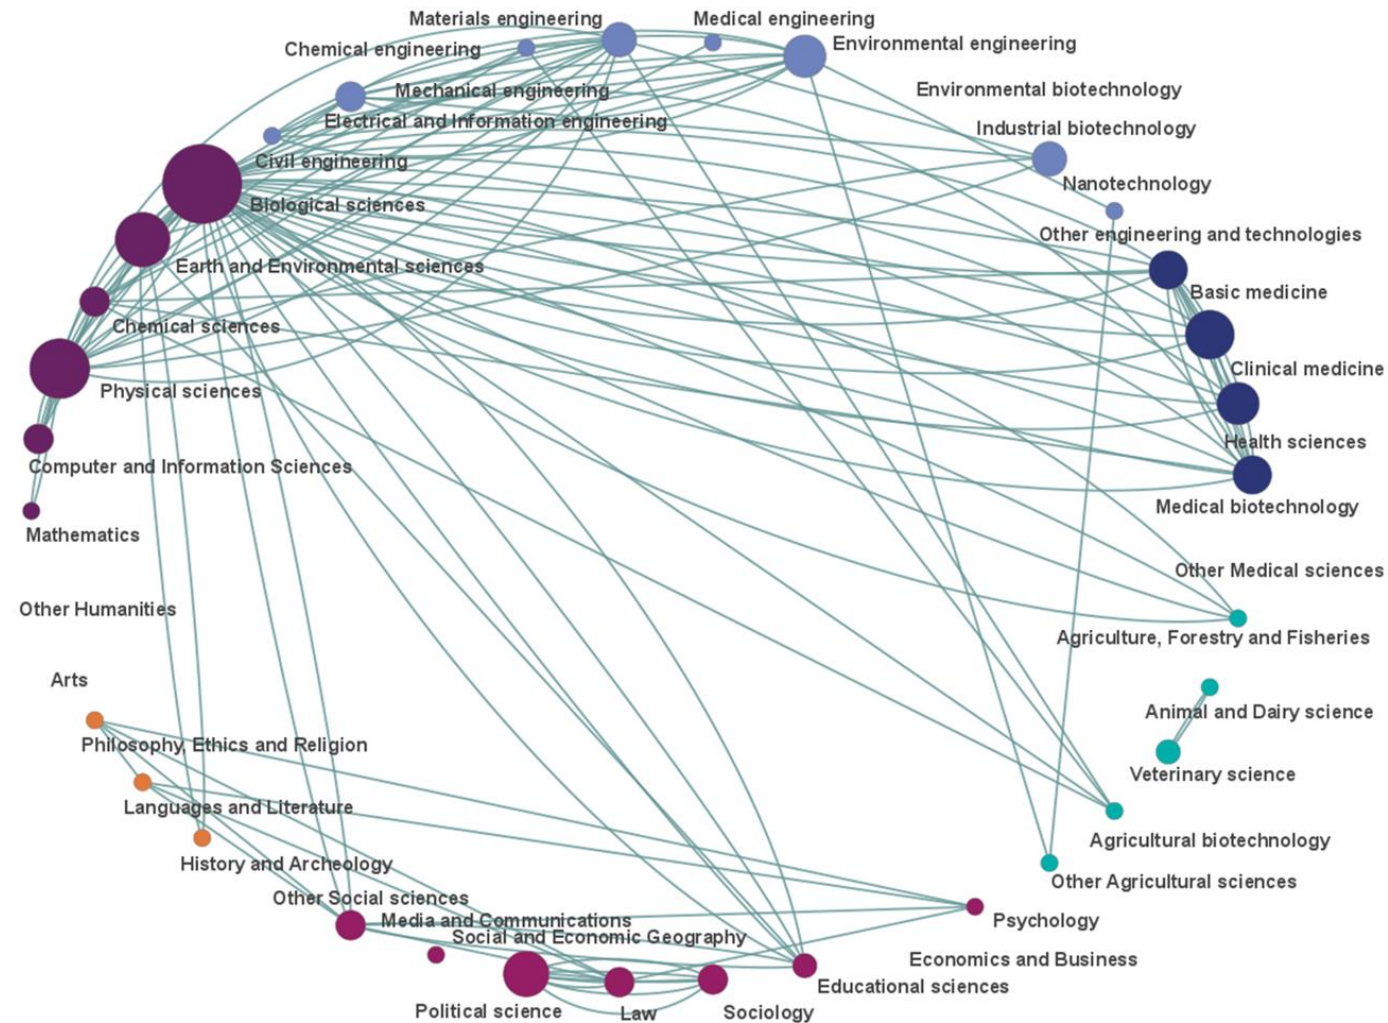 Materials engineering
Medical engineering
Chemical engineering
Environmental engineering
Mechanical engineering
Environmental biotechnology
Electrical and Information engineering
Industrial biotechnology
Civil engineering
Nanotechnology
Biological sciences
Other engineering and technologies
Earth and Environmental sciences
Basic medicine
Chemical sciences
Clinical medicine
Physical sciences
Health sciences
Computer and Information Sciences
Medical biotechnology
Mathematics
Other Medical sciences
Other Humanities
Agriculture, Forestry and Fisheries
Arts
Animal and Dairy science
Philosophy, Ethics and Religion
Veterinary science
Languages and Literature
Agricultural biotechnology
History and Archeology
Other Agricultural sciences
Other Social sciences
Media and Communications
Psychology
Social and Economic Geography
Economics and Business
Educational sciences
Political science
Law
Sociology